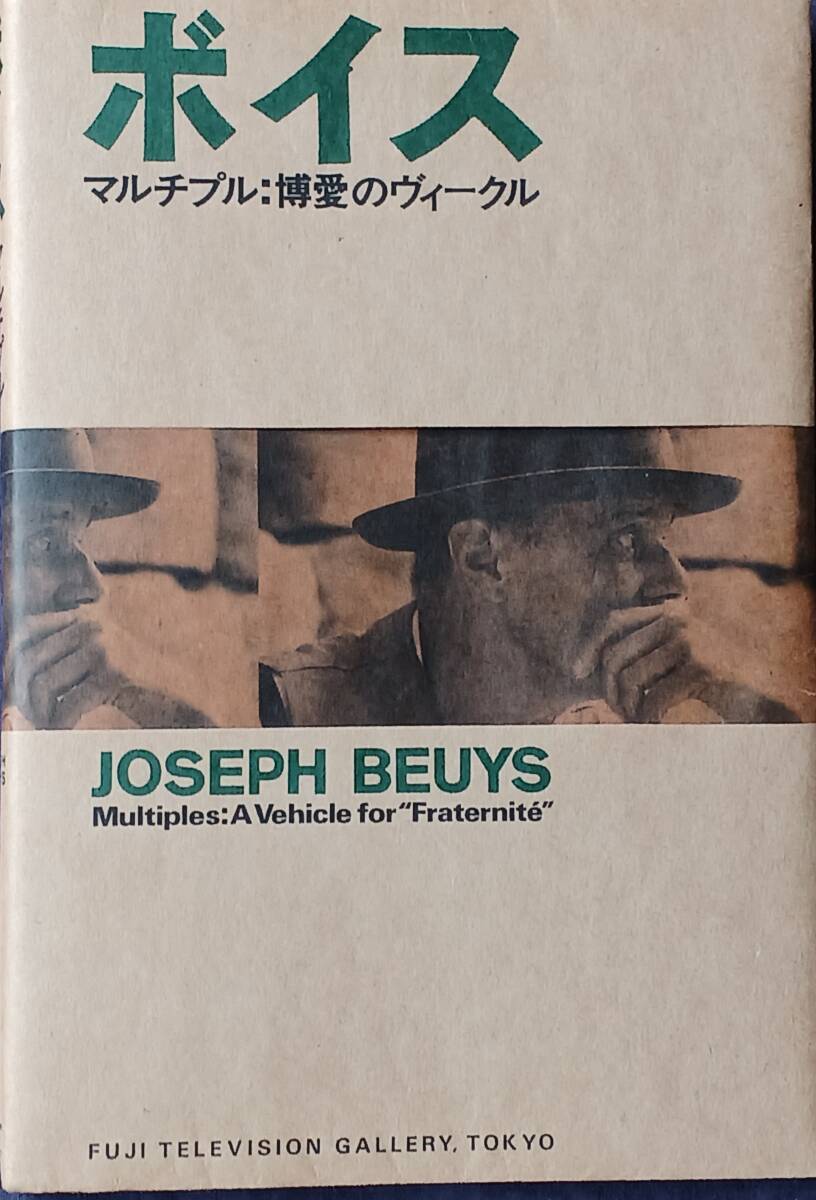 ボイス
マルチプル:博愛のヴィークル
JOSEPH BEUYS
Multiples:A Vehicle for“Fraternité”
FUJI TELEVISION GALLERY, TOKYO